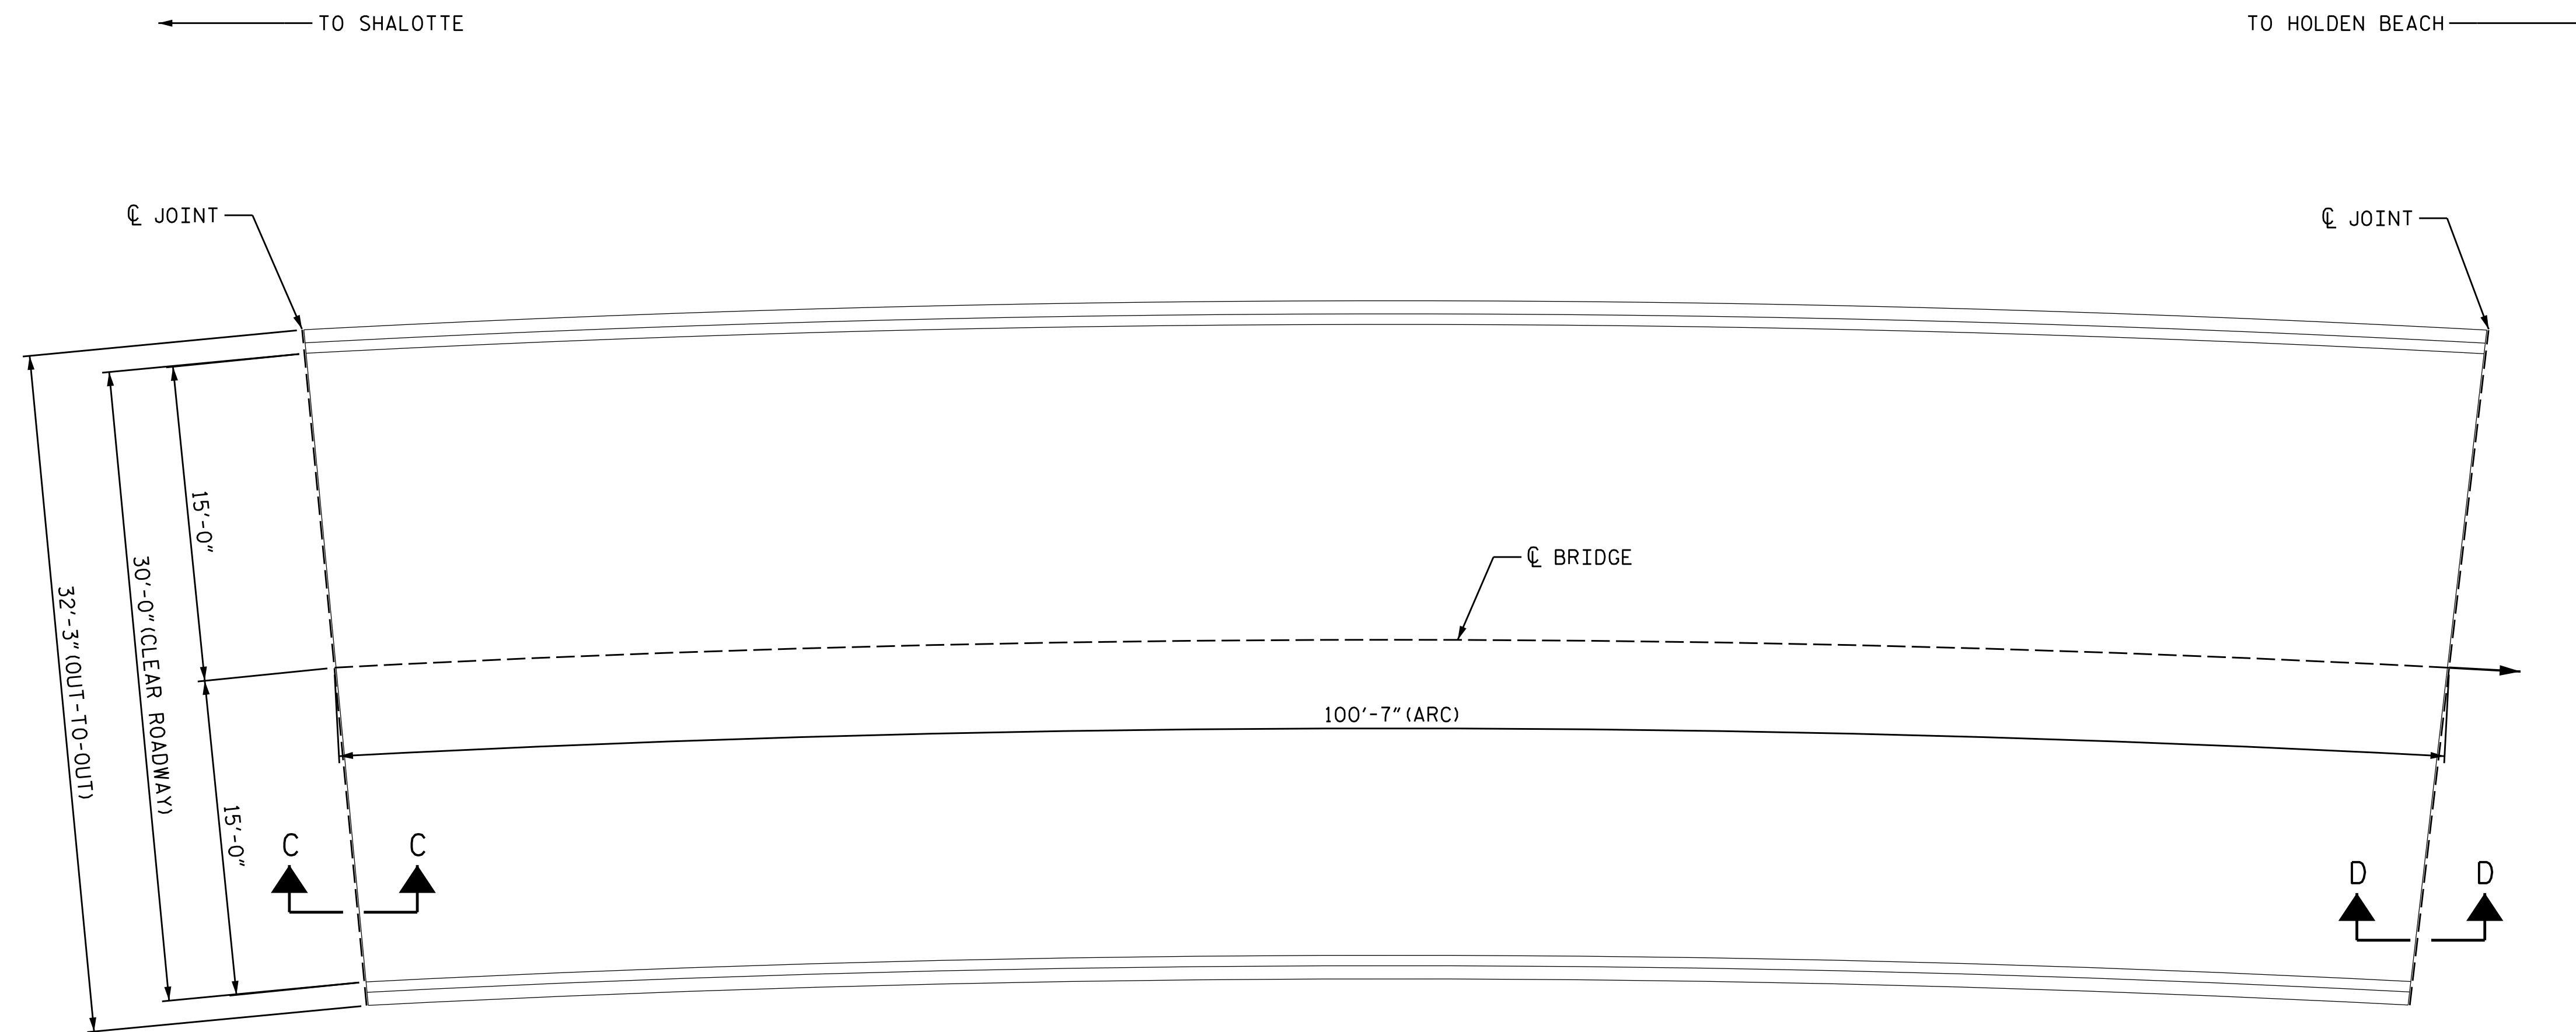 TO SHALOTTE
TO HOLDEN BEACH
℄ JOINT
℄ JOINT
15'-0"
30'-0"(CLEAR ROADWAY)
32'-3"(OUT-TO-OUT)
℄ BRIDGE
100'-7"(ARC)
15'-0"
C C
D D